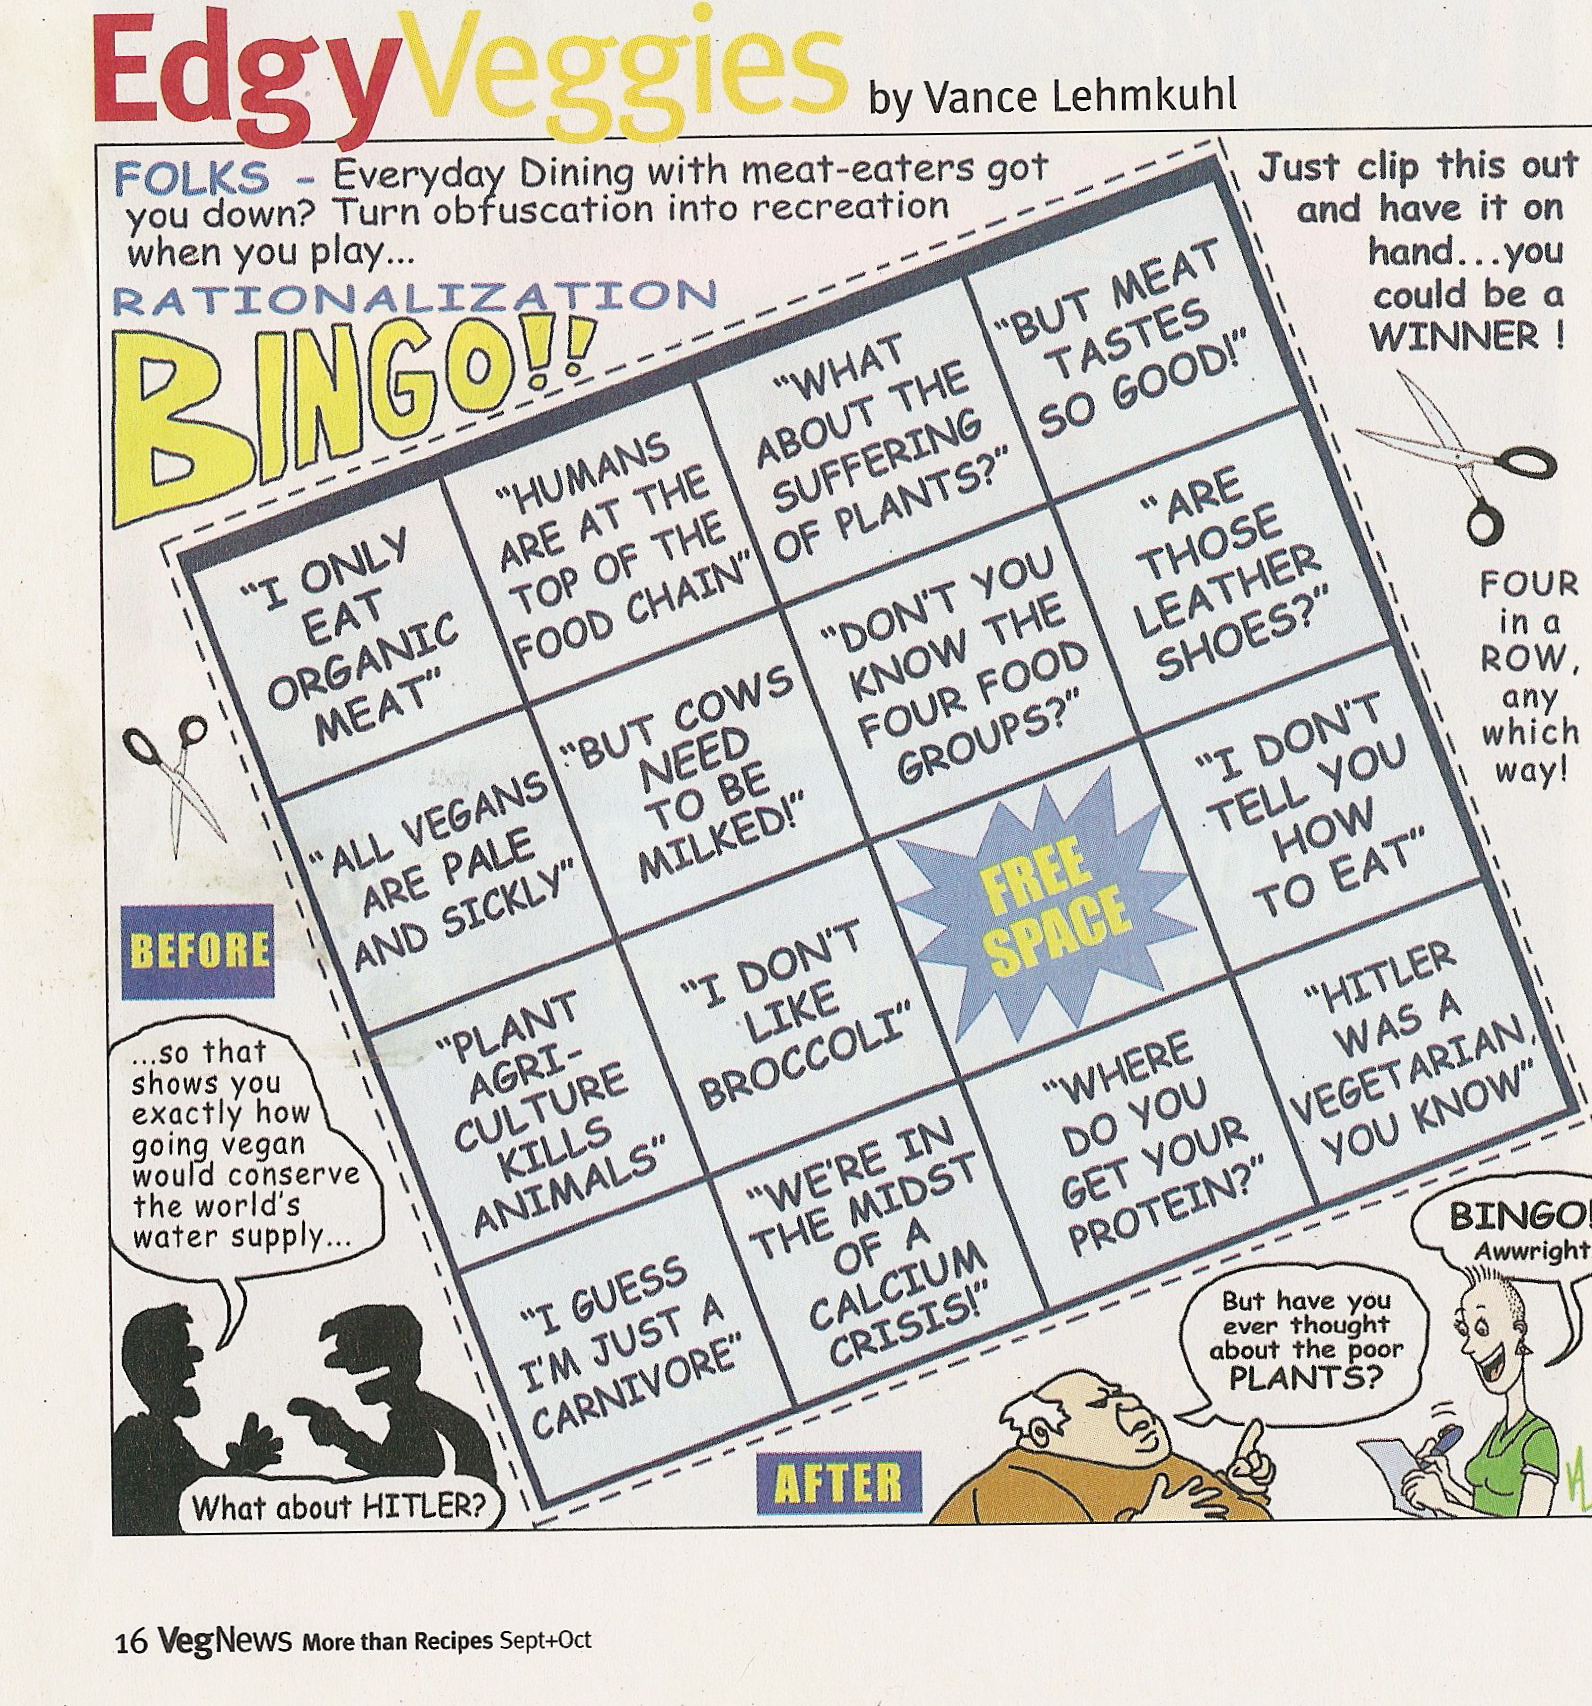 EdgyVeggies by Vance Lehmkuhl
FOLKS - Everyday Dining with meat-eaters got
you down? Turn obfuscation into recreation
when you play...
RATIONALIZATION
BINGO!!
Just clip this out
and have it on
hand...you
could be a
WINNER !
FOUR
in a
ROW,
any
which
way!
"I ONLY
EAT
ORGANIC
MEAT"
"HUMANS
ARE AT THE
TOP OF THE
FOOD CHAIN"
"WHAT
ABOUT THE
SUFFERING
OF PLANTS?"
"BUT MEAT
TASTES
SO GOOD!"
"ALL VEGANS
ARE PALE
AND SICKLY"
"BUT COWS
NEED
TO BE
MILKED!"
"DON'T YOU
KNOW THE
FOUR FOOD
GROUPS?"
"ARE
THOSE
LEATHER
SHOES?"
"PLANT
AGRI-
CULTURE
KILLS
ANIMALS"
"I DON'T
LIKE
BROCCOLI"
FREE
SPACE
"I DON'T
TELL YOU
HOW
TO EAT"
"I GUESS
I'M JUST A
CARNIVORE"
"WE'RE IN
THE MIDST
OF A
CALCIUM
CRISIS!"
"WHERE
DO YOU
GET YOUR
PROTEIN?"
"HITLER
WAS A
VEGETARIAN,
YOU KNOW"
BEFORE
...so that
shows you
exactly how
going vegan
would conserve
the world's
water supply...
What about HITLER?
AFTER
But have you
ever thought
about the poor
PLANTS?
BINGO!
Awwright
VL
16 VegNews More than Recipes Sept+Oct